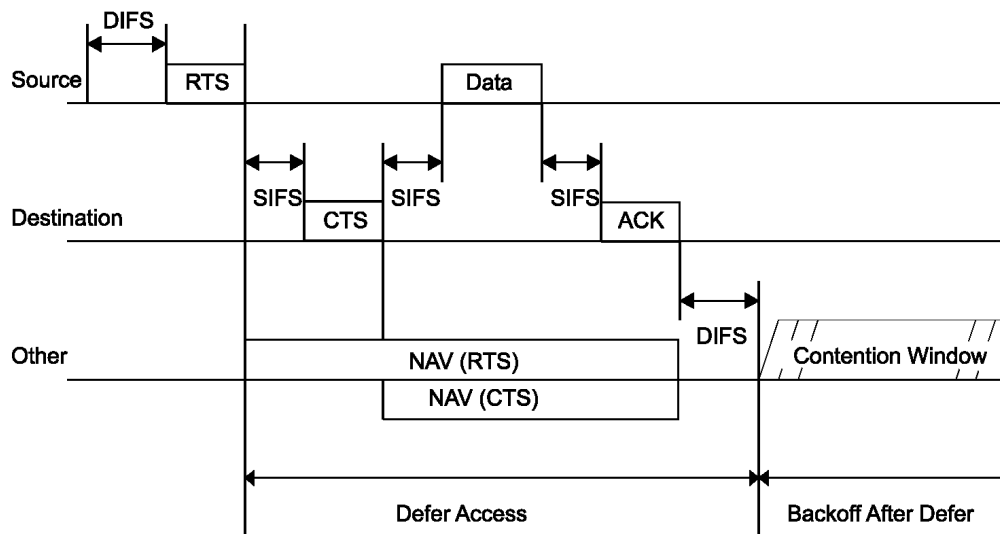 DIFS
Source
RTS
Data
SIFS
SIFS
SIFS
Destination
CTS
ACK
DIFS
Other
NAV (RTS)
Contention Window
NAV (CTS)
Defer Access
Backoff After Defer